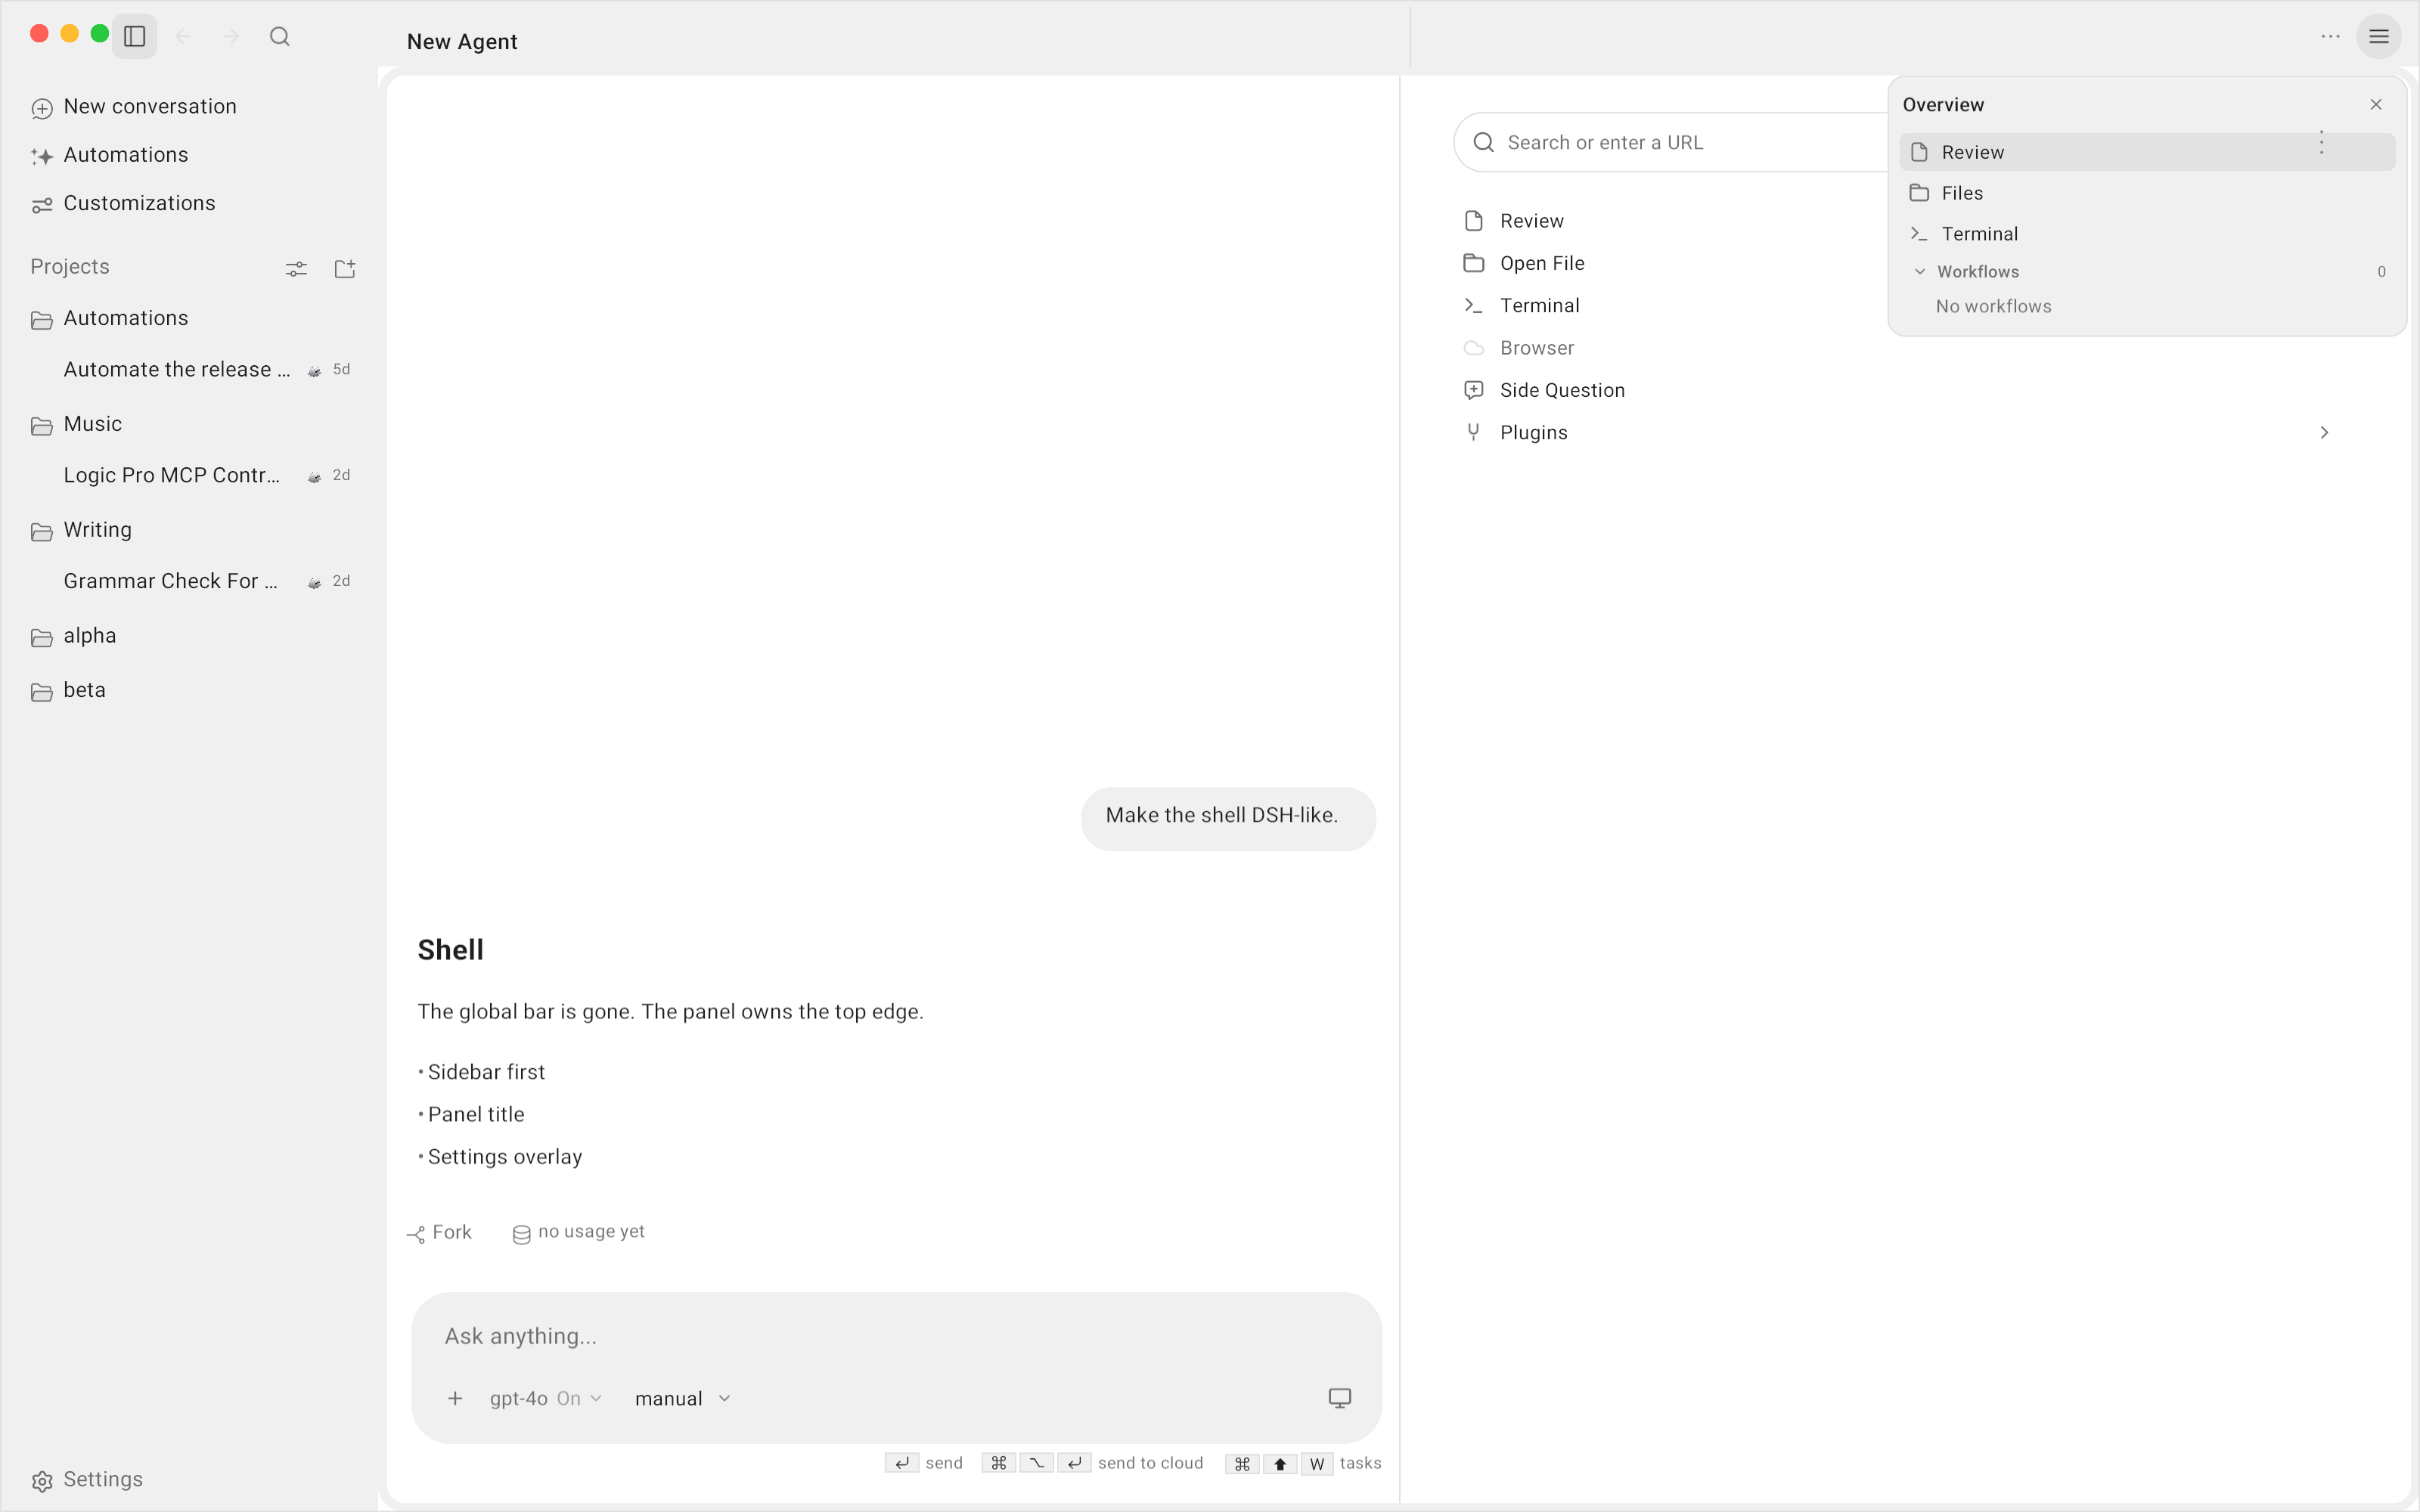 New Agent
New conversation
Automations
Customizations
Projects
Automations
Automate the release ... 5d
Music
Logic Pro MCP Contr... 2d
Writing
Grammar Check For ... 2d
alpha
beta
Settings
Make the shell DSH-like.
Shell
The global bar is gone. The panel owns the top edge.
• Sidebar first
• Panel title
• Settings overlay
Fork no usage yet
Ask anything...
gpt-4o On manual
send ⌘ ⌥ send to cloud ⌘ W tasks
Search or enter a URL
Review
Open File
Terminal
Browser
Side Question
Plugins
Overview
Review
Files
Terminal
Workflows 0
No workflows